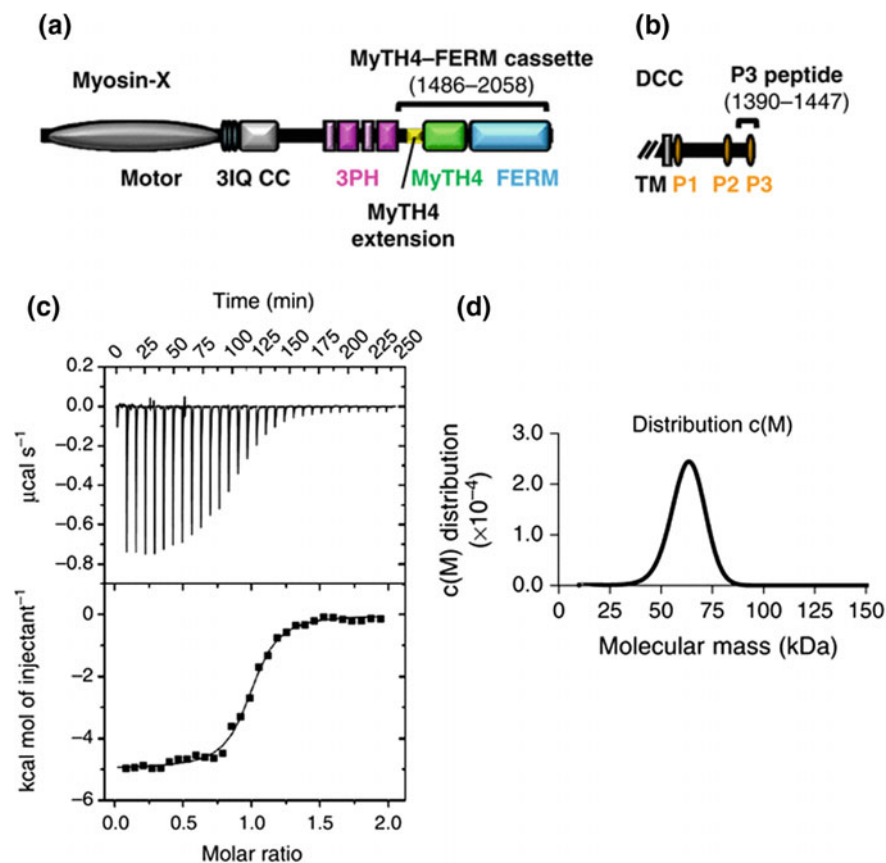 (a)
MyTH4–FERM cassette
(1486–2058)
Myosin-X
Motor 3IQ CC 3PH MyTH4 FERM
MyTH4
extension
(b)
DCC P3 peptide
(1390–1447)
TM P1 P2 P3
(c)
Time (min)
0 25 50 75 100 125 150 175 200 225 250
0.2
0.0
−0.2
−0.4
−0.6
−0.8
μcal s⁻¹
0
−2
−4
−6
kcal mol of injectant⁻¹
0.0 0.5 1.0 1.5 2.0
Molar ratio
(d)
Distribution c(M)
c(M) distribution
(×10⁻⁴)
3.0
2.0
1.0
0.0
0 25 50 75 100 125 150
Molecular mass (kDa)